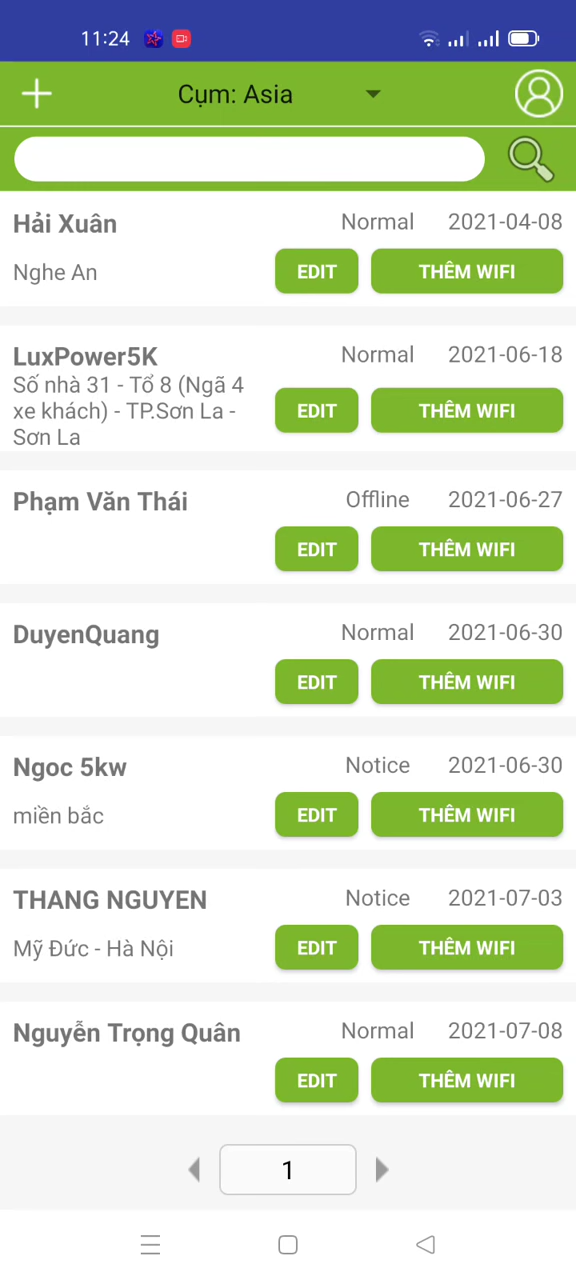 11:24
Cụm: Asia
Hải Xuân Normal 2021-04-08
Nghe An EDIT THÊM WIFI
LuxPower5K Normal 2021-06-18
Số nhà 31 - Tổ 8 (Ngã 4
xe khách) - TP.Sơn La -
Sơn La
EDIT THÊM WIFI
Phạm Văn Thái Offline 2021-06-27
EDIT THÊM WIFI
DuyenQuang Normal 2021-06-30
EDIT THÊM WIFI
Ngoc 5kw Notice 2021-06-30
miền bắc EDIT THÊM WIFI
THANG NGUYEN Notice 2021-07-03
Mỹ Đức - Hà Nội EDIT THÊM WIFI
Nguyễn Trọng Quân Normal 2021-07-08
EDIT THÊM WIFI
1